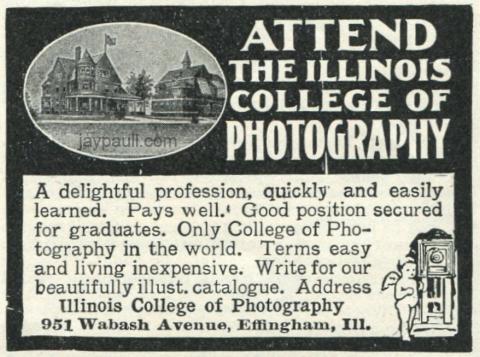 ATTEND
THE ILLINOIS
COLLEGE OF
PHOTOGRAPHY
jaypaull.com
A delightful profession, quickly and easily
learned. Pays well. Good position secured
for graduates. Only College of Pho-
tography in the world. Terms easy
and living inexpensive. Write for our
beautifully illust. catalogue. Address
Illinois College of Photography
951 Wabash Avenue, Effingham, Ill.